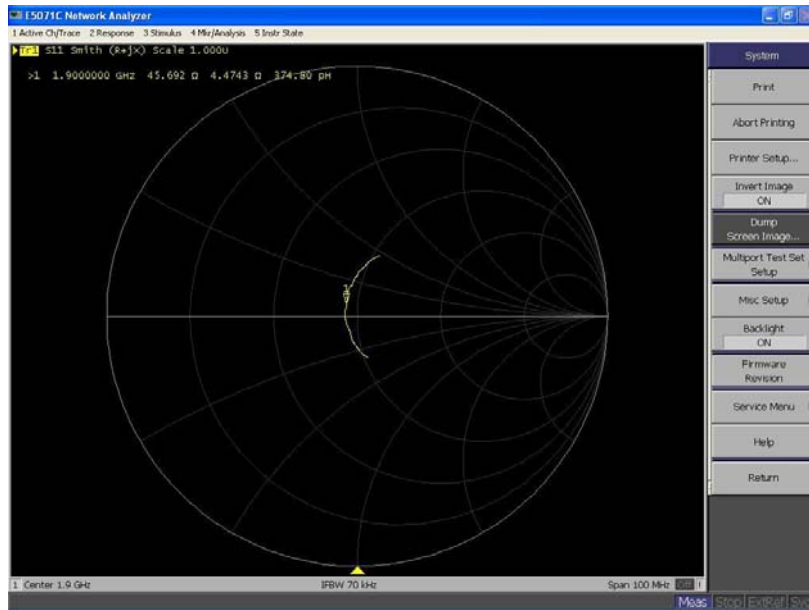 E5071C Network Analyzer
1 Active Ch/Trace 2 Response 3 Stimulus 4 Mkr/Analysis 5 Instr State
Tr1 S11 Smith (R+jX) Scale 1.000U
>1 1.9000000 GHz 45.692 Ω 4.4743 Ω 374.80 pH
System
Print
Abort Printing
Printer Setup...
Invert Image
ON
Dump
Screen Image...
Multiport Test Set
Setup
Misc Setup
Backlight
ON
Firmware
Revision
Service Menu
Help
Return
1 Center 1.9 GHz IFBW 70 kHz Span 100 MHz Off !
Meas Stop ExtRef